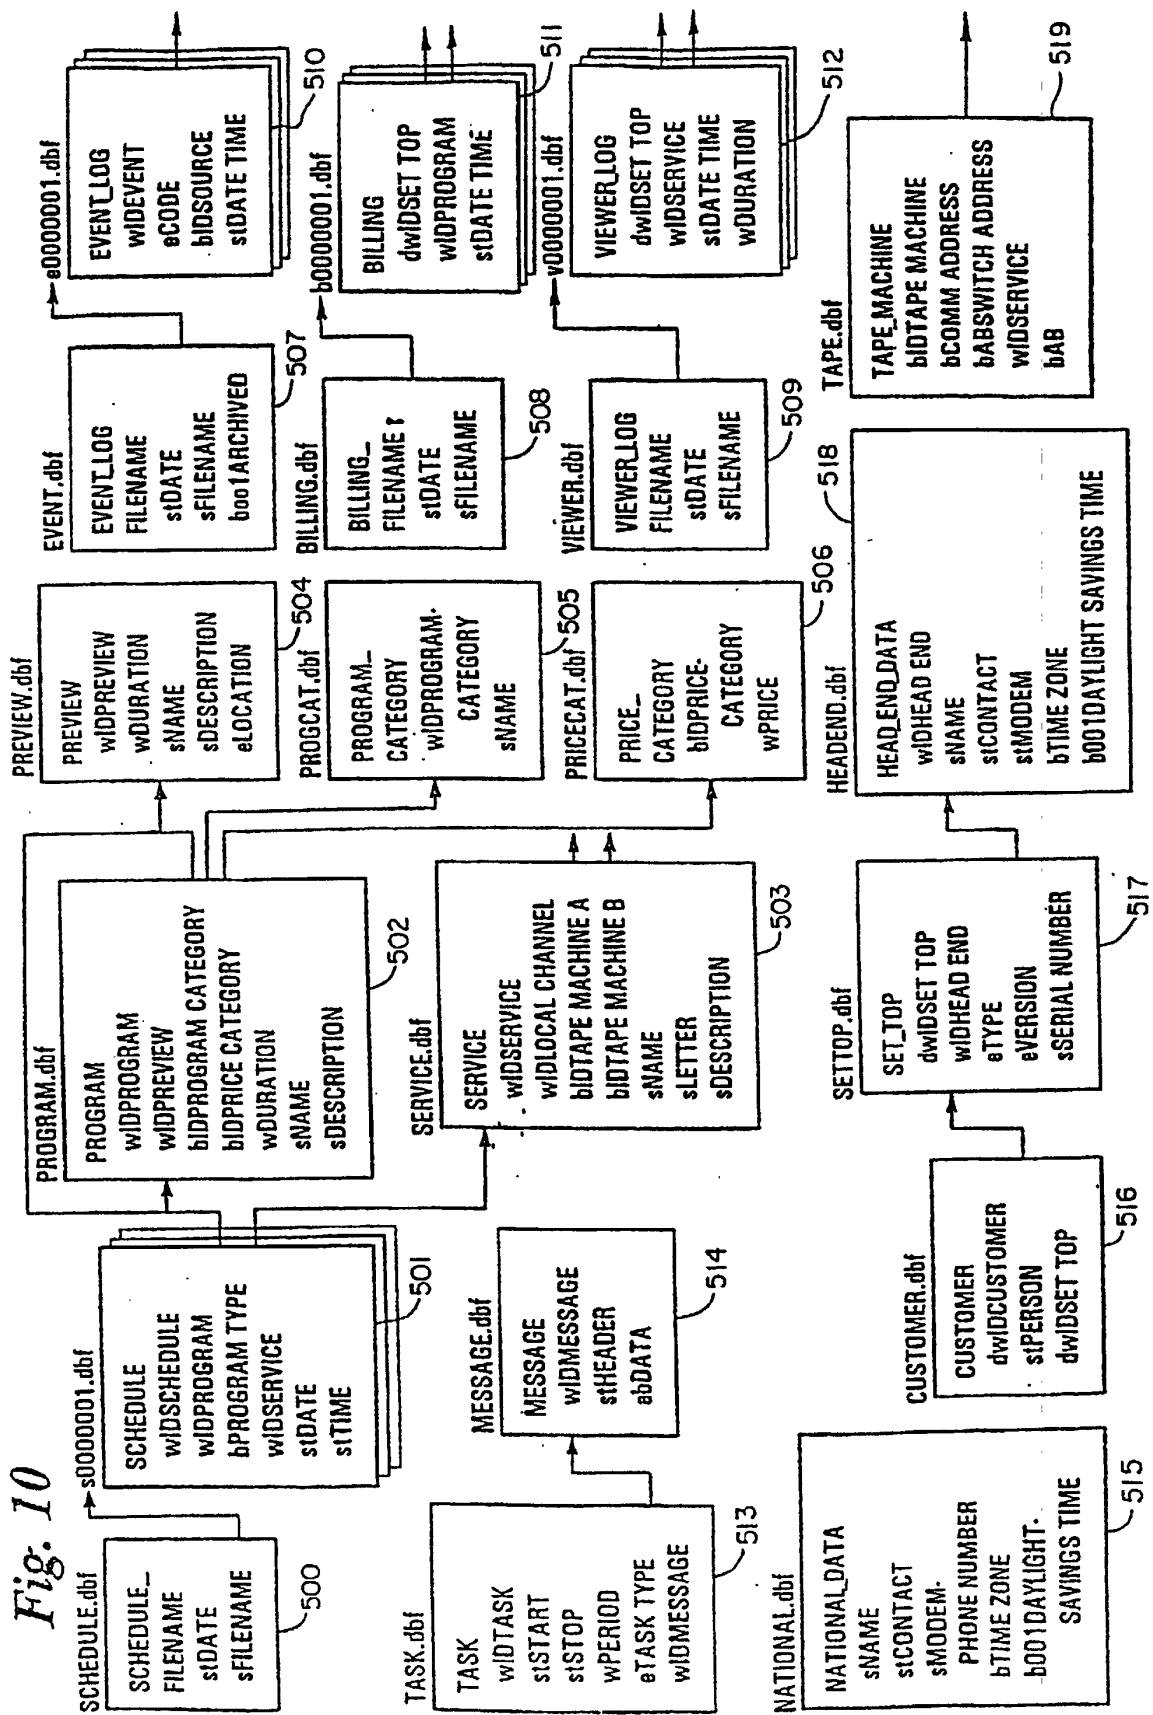 Fig. 10
SCHEDULE.dbf
SCHEDULE_
FILENAME
stDATE
sFILENAME
500
s0000001.dbf
SCHEDULE
wIDSCHEDULE
wIDPROGRAM
bPROGRAM TYPE
wIDSERVICE
stDATE
stTIME
501
PROGRAM.dbf
PROGRAM
wIDPROGRAM
wIDPREVIEW
bIDPROGRAM CATEGORY
bIDPRICE CATEGORY
wDURATION
sNAME
sDESCRIPTION
502
PREVIEW.dbf
PREVIEW
wIDPREVIEW
wDURATION
sNAME
sDESCRIPTION
eLOCATION
504
EVENT.dbf
EVENT_LOG
FILENAME
stDATE
sFILENAME
boo1ARCHIVED
507
e0000001.dbf
EVENT_LOG
wIDEVENT
eCODE
bIDSOURCE
stDATE TIME
510
PROGCAT.dbf
PROGRAM_
CATEGORY
wIDPROGRAM-
CATEGORY
sNAME
505
BILLING.dbf
BILLING_
FILENAME r
stDATE
sFILENAME
508
b0000001.dbf
BILLING
dwIDSET TOP
wIDPROGRAM
stDATE TIME
511
TASK.dbf
TASK
wIDTASK
stSTART
stSTOP
wPERIOD
eTASK TYPE
wIDMESSAGE
513
MESSAGE.dbf
MESSAGE
wIDMESSAGE
stHEADER
abDATA
514
SERVICE.dbf
SERVICE
wIDSERVICE
wIDLOCAL CHANNEL
bIDTAPE MACHINE A
bIDTAPE MACHINE B
sNAME
sLETTER
sDESCRIPTION
503
PRICECAT.dbf
PRICE_
CATEGORY
bIDPRICE-
CATEGORY
wPRICE
506
VIEWER.dbf
VIEWER_LOG
FILENAME
stDATE
sFILENAME
509
v0000001.dbf
VIEWER_LOG
dwIDSET TOP
wIDSERVICE
stDATE TIME
wDURATION
512
NATIONAL.dbf
NATIONAL_DATA
sNAME
stCONTACT
sMODEM-
PHONE NUMBER
bTIME ZONE
b001DAYLIGHT-
SAVINGS TIME
515
CUSTOMER.dbf
CUSTOMER
dwIDCUSTOMER
stPERSON
dwIDSET TOP
516
SETTOP.dbf
SET_TOP
dwIDSET TOP
wIDHEAD END
eTYPE
eVERSION
sSERIAL NUMBER
517
HEADEND.dbf
HEAD_END_DATA
wIDHEAD END
sNAME
stCONTACT
stMODEM
bTIME ZONE
b001DAYLIGHT SAVINGS TIME
518
TAPE.dbf
TAPE_MACHINE
bIDTAPE MACHINE
bCOMM ADDRESS
bABSWITCH ADDRESS
wIDSERVICE
bAB
519